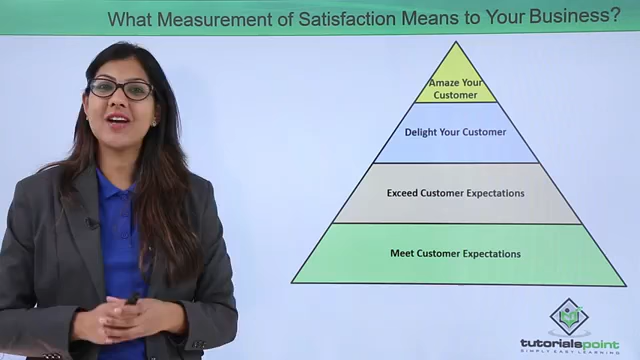 What Measurement of Satisfaction Means to Your Business?
Amaze Your
Customer
Delight Your Customer
Exceed Customer Expectations
Meet Customer Expectations
tutorialspoint
SIMPLY EASY LEARNING